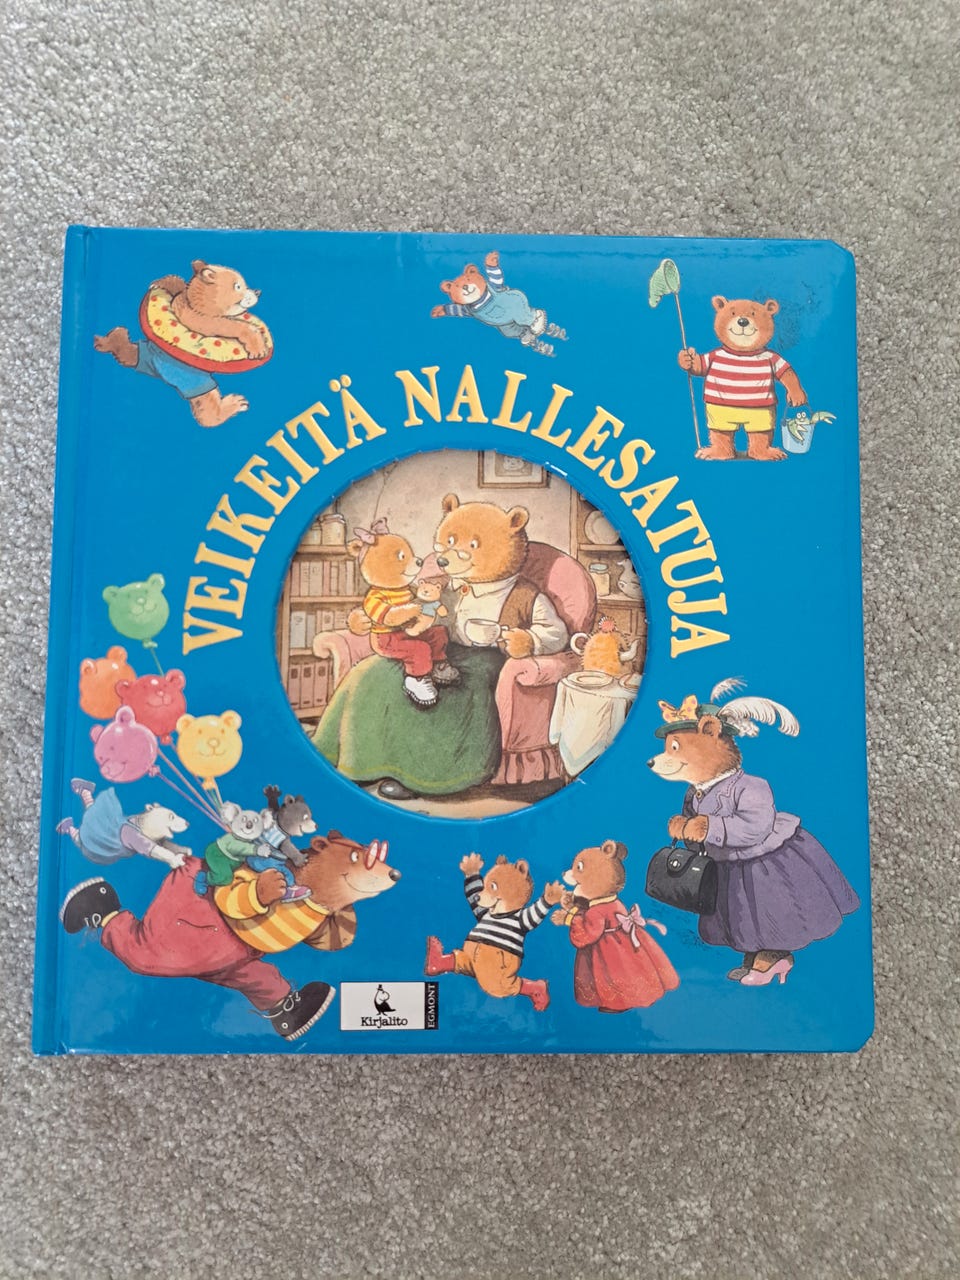 VEIKEITÄ NALLESATUJA
Kirjalito
EGMONT